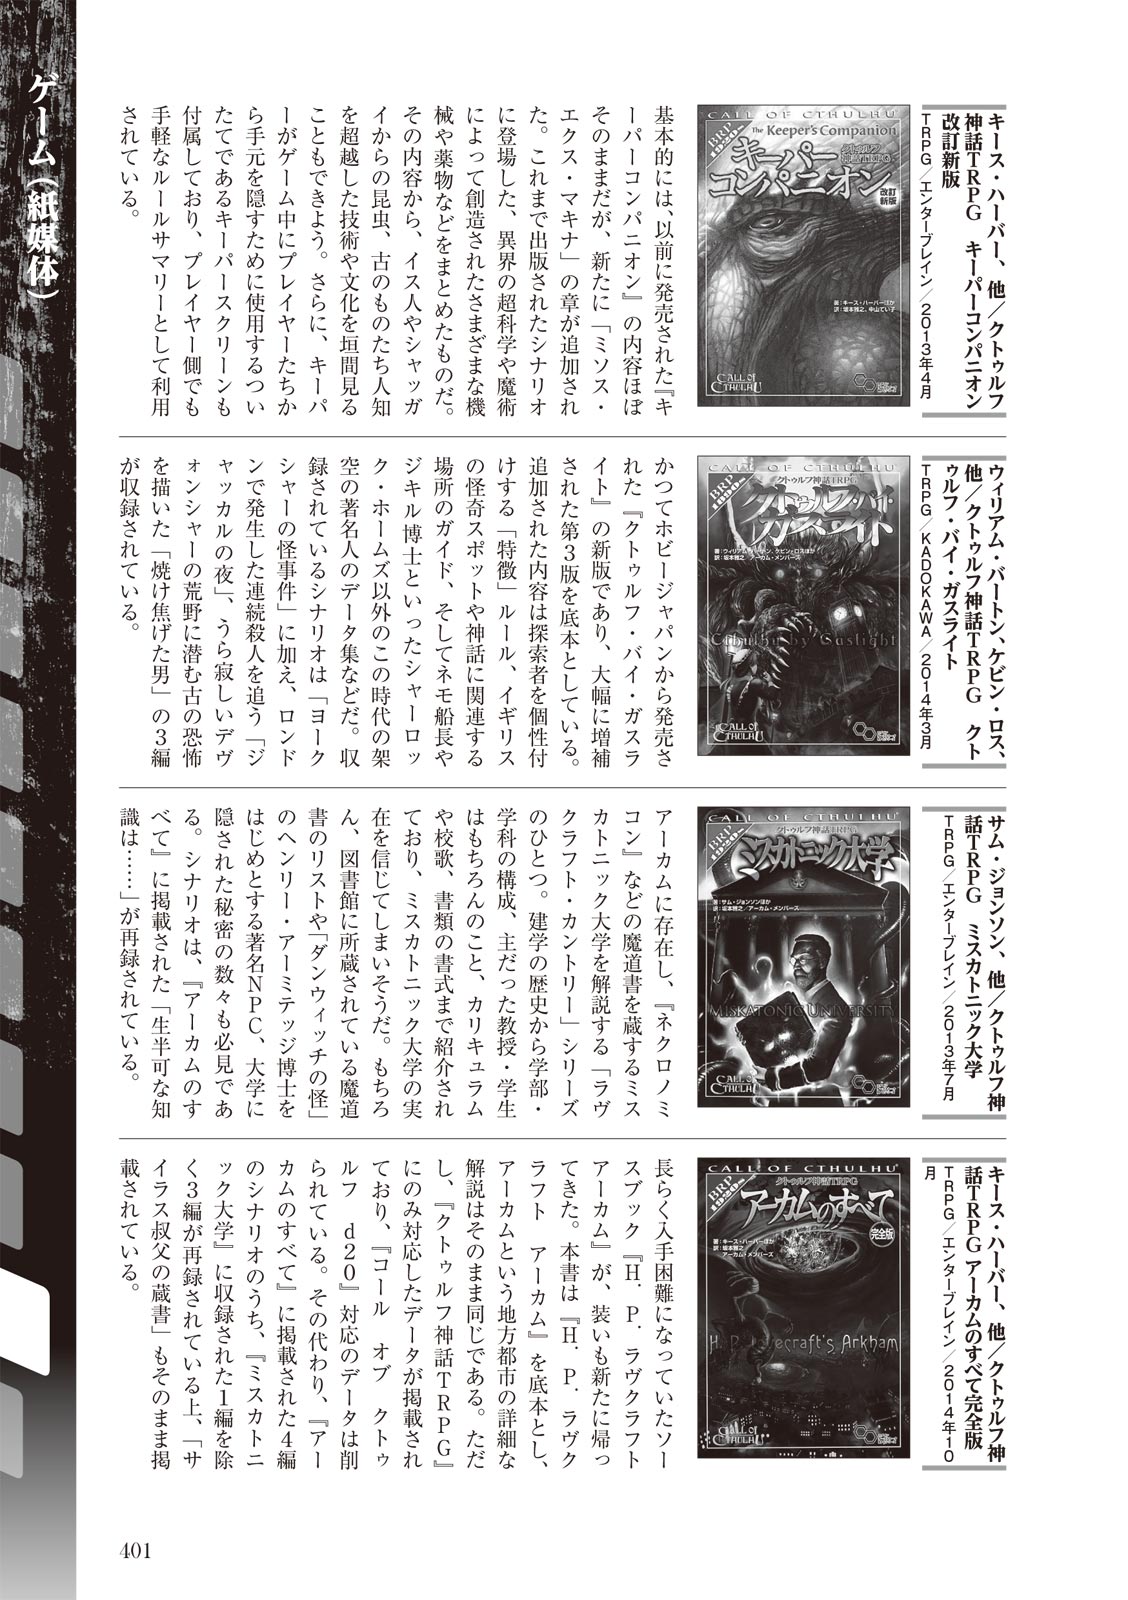 ゲーム(紙媒体)
キース・ハーバー、他/クトゥルフ
神話TRPG キーパーコンパニオン
改訂新版
TRPG/エンターブレイン/2013年4月
CALL OF CTHULHU
BRP
The Keeper's Companion
クトゥルフ
神話TRPG
キーパー
コンパニオン
改訂
新版
著:キース・ハーバーほか
訳:坂本雅之、中山てい子
CALL OF
CTHULHU
基本的には、以前に発売された『キ
ーパーコンパニオン』の内容ほぼ
そのままだが、新たに「ミソス・
エクス・マキナ」の章が追加され
た。これまで出版されたシナリオ
に登場した、異界の超科学や魔術
によって創造されたさまざまな機
械や薬物などをまとめたものだ。
その内容から、イス人やシャッガ
イからの昆虫、古のものたち人知
を超越した技術や文化を垣間見る
こともできよう。さらに、キーパ
ーがゲーム中にプレイヤーたちか
ら手元を隠すために使用するつい
たてであるキーパースクリーンも
付属しており、プレイヤー側でも
手軽なルールサマリーとして利用
されている。
ウィリアム・バートン、ケビン・ロス、
他/クトゥルフ神話TRPG クト
ゥルフ・バイ・ガスライト
TRPG/KADOKAWA/2014年3月
CALL OF CTHULHU
BRP
クトゥルフ神話TRPG
クトゥルフ・バイ・
ガスライト
著:ウィリアム・バートン、ケビン・ロスほか
訳:坂本雅之/アーカム・メンバーズ
Cthulhu by Gaslight
CALL OF
CTHULHU
かつてホビージャパンから発売さ
れた『クトゥルフ・バイ・ガスラ
イト』の新版であり、大幅に増補
された第3版を底本としている。
追加された内容は探索者を個性付
けする「特徴」ルール、イギリス
の怪奇スポットや神話に関連する
場所のガイド、そしてネモ船長や
ジキル博士といったシャーロッ
ク・ホームズ以外のこの時代の架
空の著名人のデータ集などだ。収
録されているシナリオは「ヨーク
シャーの怪事件」に加え、ロンド
ンで発生した連続殺人を追う「ジ
ャッカルの夜」、うら寂しいデヴ
ォンシャーの荒野に潜む古の恐怖
を描いた「焼け焦げた男」の3編
が収録されている。
サム・ジョンソン、他/クトゥルフ神
話TRPG ミスカトニック大学
TRPG/エンターブレイン/2013年7月
CALL OF CTHULHU
BRP
クトゥルフ神話TRPG
ミスカトニック大学
著:サム・ジョンソンほか
訳:坂本雅之/アーカム・メンバーズ
MISKATONIC UNIVERSITY
CALL OF
CTHULHU
アーカムに存在し、『ネクロノミ
コン』などの魔道書を蔵するミス
カトニック大学を解説する「ラヴ
クラフト・カントリー」シリーズ
のひとつ。建学の歴史から学部・
学科の構成、主だった教授・学生
はもちろんのこと、カリキュラム
や校歌、書類の書式まで紹介され
ており、ミスカトニック大学の実
在を信じてしまいそうだ。もちろ
ん、図書館に所蔵されている魔道
書のリストや「ダンウィッチの怪」
のヘンリー・アーミテッジ博士を
はじめとする著名NPC、大学に
隠された秘密の数々も必見であ
る。シナリオは、『アーカムのす
べて』に掲載された「生半可な知
識は……」が再録されている。
キース・ハーバー、他/クトゥルフ神
話TRPG アーカムのすべて完全版
TRPG/エンターブレイン/2014年10
月
CALL OF CTHULHU
BRP
クトゥルフ神話TRPG
アーカムのすべて
完全版
著:キース・ハーバーほか
訳:坂本雅之
アーカム・メンバーズ
H.P.Lovecraft's Arkham
CALL OF
CTHULHU
長らく入手困難になっていたソー
スブック『H.P.ラヴクラフト
アーカム』が、装いも新たに帰っ
てきた。本書は『H.P.ラヴク
ラフト アーカム』を底本とし、
アーカムという地方都市の詳細な
解説はそのまま同じである。ただ
し、『クトゥルフ神話TRPG』
にのみ対応したデータが掲載され
ており、『コール オブ クトゥ
ルフ d20』対応のデータは削
られている。その代わり、『アー
カムのすべて』に掲載された4編
のシナリオのうち、『ミスカトニ
ック大学』に収録された1編を除
く3編が再録されている上、「サ
イラス叔父の蔵書」もそのまま掲
載されている。
401